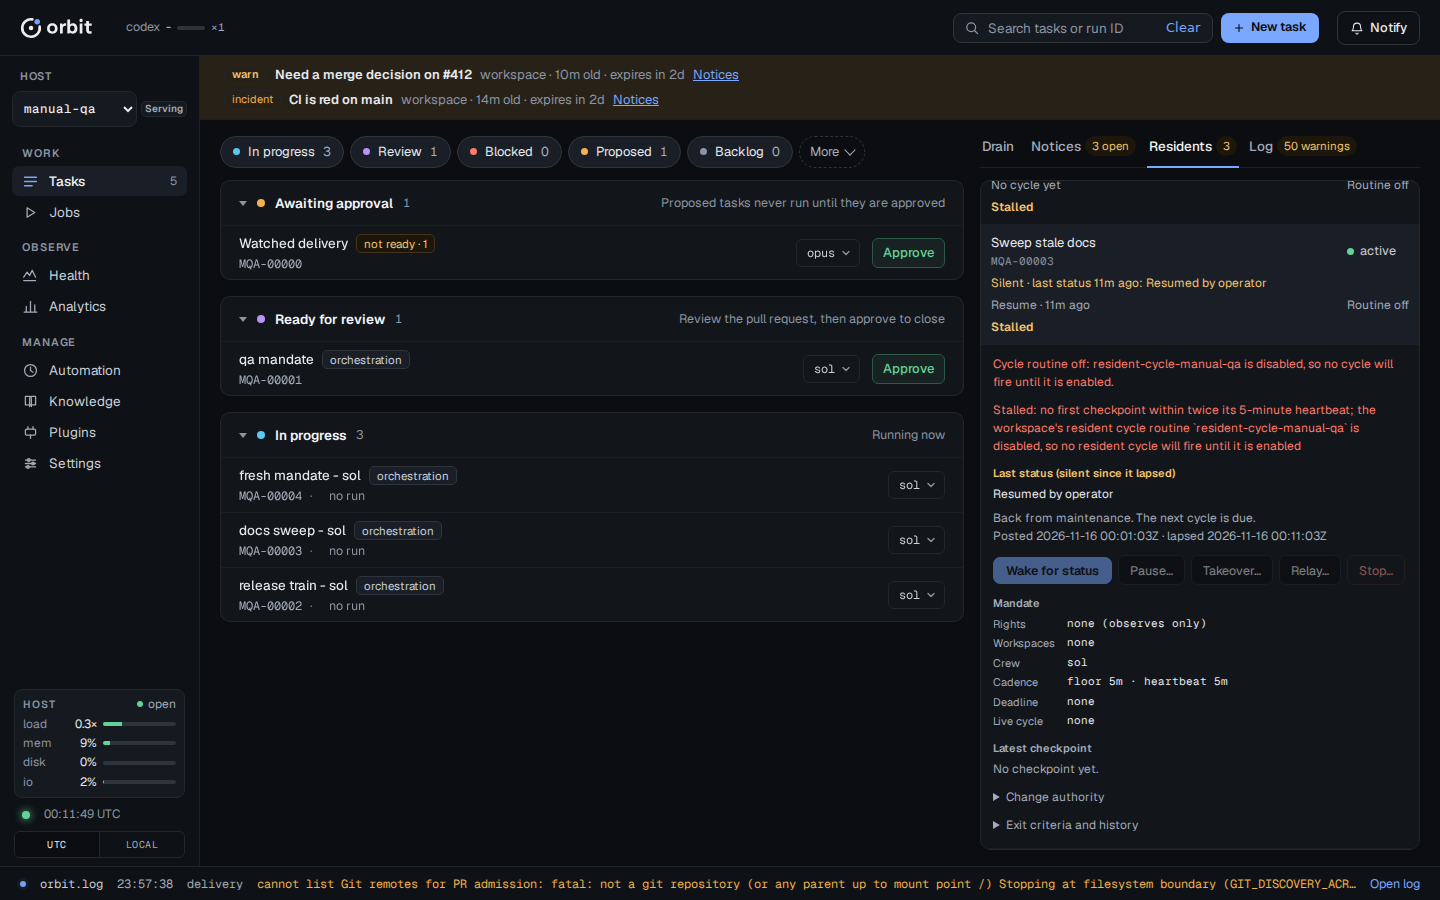 orbit
codex – ×1
Search tasks or run ID Clear
+ New task
Notify
HOST
manual-qa Serving
WORK
Tasks 5
Jobs
OBSERVE
Health
Analytics
MANAGE
Automation
Knowledge
Plugins
Settings
HOST open
load 0.3×
mem 9%
disk 0%
io 2%
00:11:49 UTC
UTC LOCAL
warn Need a merge decision on #412 workspace · 10m old · expires in 2d Notices
incident CI is red on main workspace · 14m old · expires in 2d Notices
In progress 3 Review 1 Blocked 0 Proposed 1 Backlog 0 More
Awaiting approval 1 Proposed tasks never run until they are approved
Watched delivery not ready · 1
MQA-00000
opus Approve
Ready for review 1 Review the pull request, then approve to close
qa mandate orchestration
MQA-00001
sol Approve
In progress 3 Running now
fresh mandate - sol orchestration
MQA-00004 · no run
sol
docs sweep - sol orchestration
MQA-00003 · no run
sol
release train - sol orchestration
MQA-00002 · no run
sol
Drain Notices 3 open Residents 3 Log 50 warnings
No cycle yet Routine off
Stalled
Sweep stale docs
MQA-00003
active
Silent · last status 11m ago: Resumed by operator
Resume · 11m ago Routine off
Stalled
Cycle routine off: resident-cycle-manual-qa is disabled, so no cycle will
fire until it is enabled.
Stalled: no first checkpoint within twice its 5-minute heartbeat; the
workspace's resident cycle routine `resident-cycle-manual-qa` is
disabled, so no resident cycle will fire until it is enabled
Last status (silent since it lapsed)
Resumed by operator
Back from maintenance. The next cycle is due.
Posted 2026-11-16 00:01:03Z · lapsed 2026-11-16 00:11:03Z
Wake for status Pause... Takeover... Relay... Stop...
Mandate
Rights none (observes only)
Workspaces none
Crew sol
Cadence floor 5m · heartbeat 5m
Deadline none
Live cycle none
Latest checkpoint
No checkpoint yet.
Change authority
Exit criteria and history
orbit.log 23:57:38 delivery cannot list Git remotes for PR admission: fatal: not a git repository (or any parent up to mount point /) Stopping at filesystem boundary (GIT_DISCOVERY_ACR… Open log